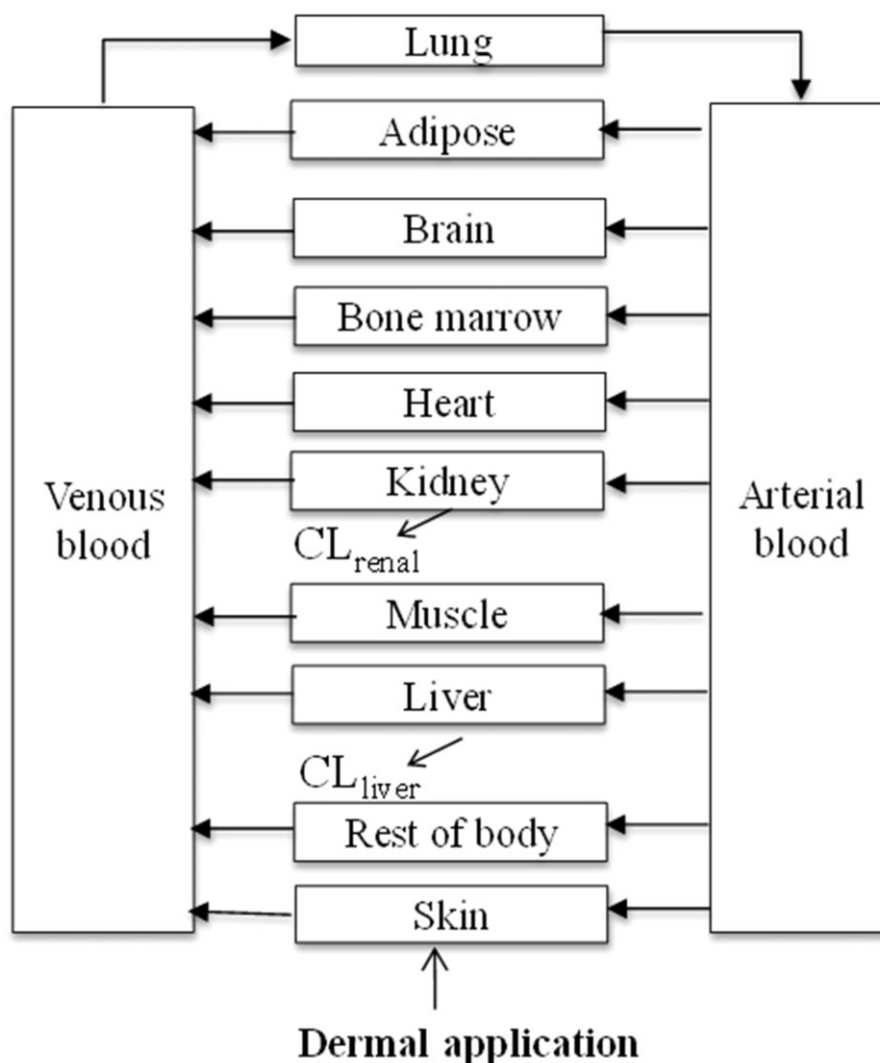 Lung
Adipose
Brain
Bone marrow
Heart
Venous
blood
Kidney
Arterial
blood
CLrenal
Muscle
Liver
CLliver
Rest of body
Skin
Dermal application